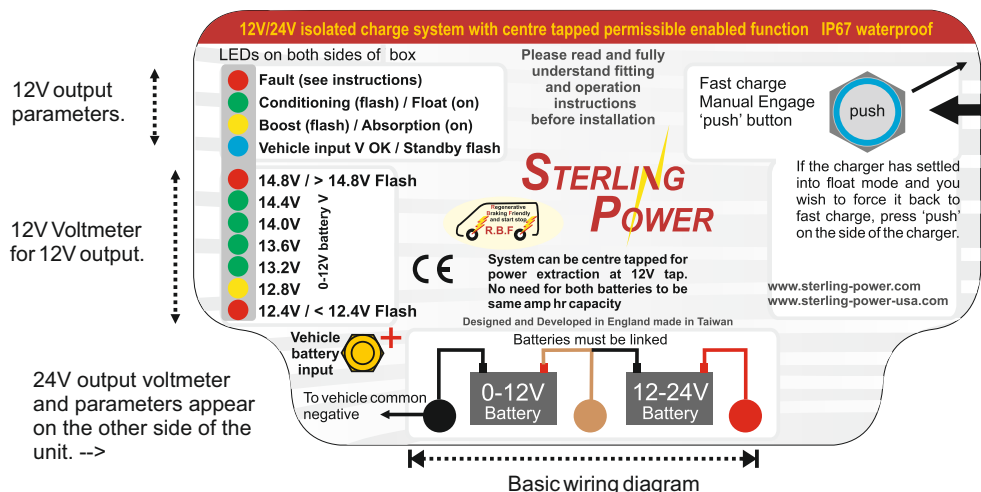 12V/24V isolated charge system with centre tapped permissible enabled function IP67 waterproof
LEDs on both sides of box
Fault (see instructions)
Conditioning (flash) / Float (on)
Boost (flash) / Absorption (on)
Vehicle input V OK / Standby flash
12V output
parameters.
14.8V / > 14.8V Flash
14.4V
14.0V
13.6V
13.2V
12.8V
12.4V / < 12.4V Flash
0-12V battery V
12V Voltmeter
for 12V output.
Please read and fully
understand fitting
and operation
instructions
before installation
Fast charge
Manual Engage
‘push’ button
push
If the charger has settled
into float mode and you
wish to force it back to
fast charge, press ‘push’
on the side of the charger.
STERLING
POWER
Regenerative
Braking Friendly
and start stop
R.B.F
CE
System can be centre tapped for
power extraction at 12V tap.
No need for both batteries to be
same amp hr capacity
www.sterling-power.com
www.sterling-power-usa.com
Designed and Developed in England made in Taiwan
Vehicle
battery
input
+
Batteries must be linked
0-12V
Battery
12-24V
Battery
To vehicle common
negative
24V output voltmeter
and parameters appear
on the other side of the
unit. -->
Basic wiring diagram